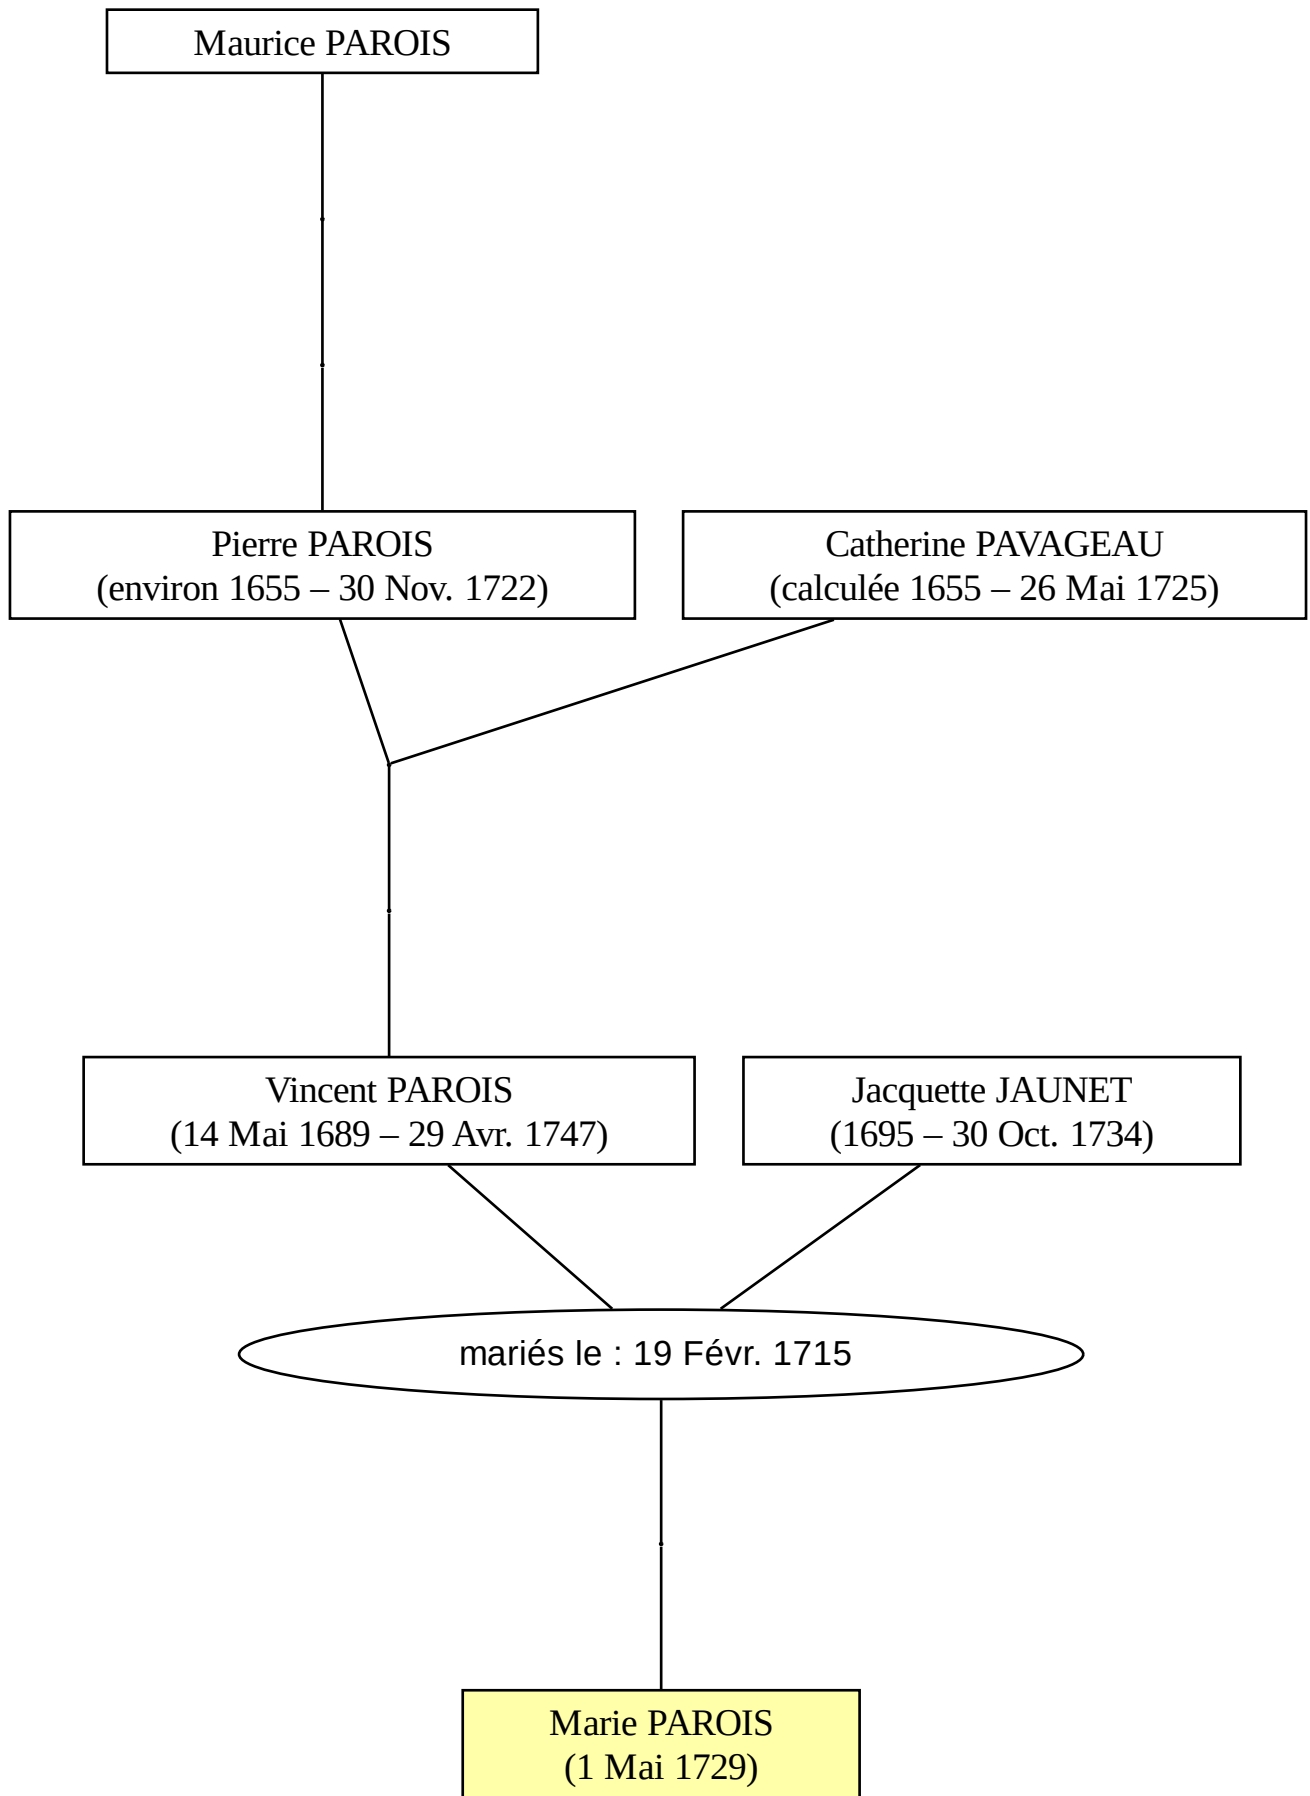 Maurice PAROIS
Pierre PAROIS
(environ 1655 – 30 Nov. 1722)
Catherine PAVAGEAU
(calculée 1655 – 26 Mai 1725)
Vincent PAROIS
(14 Mai 1689 – 29 Avr. 1747)
Jacquette JAUNET
(1695 – 30 Oct. 1734)
mariés le : 19 Févr. 1715
Marie PAROIS
(1 Mai 1729)